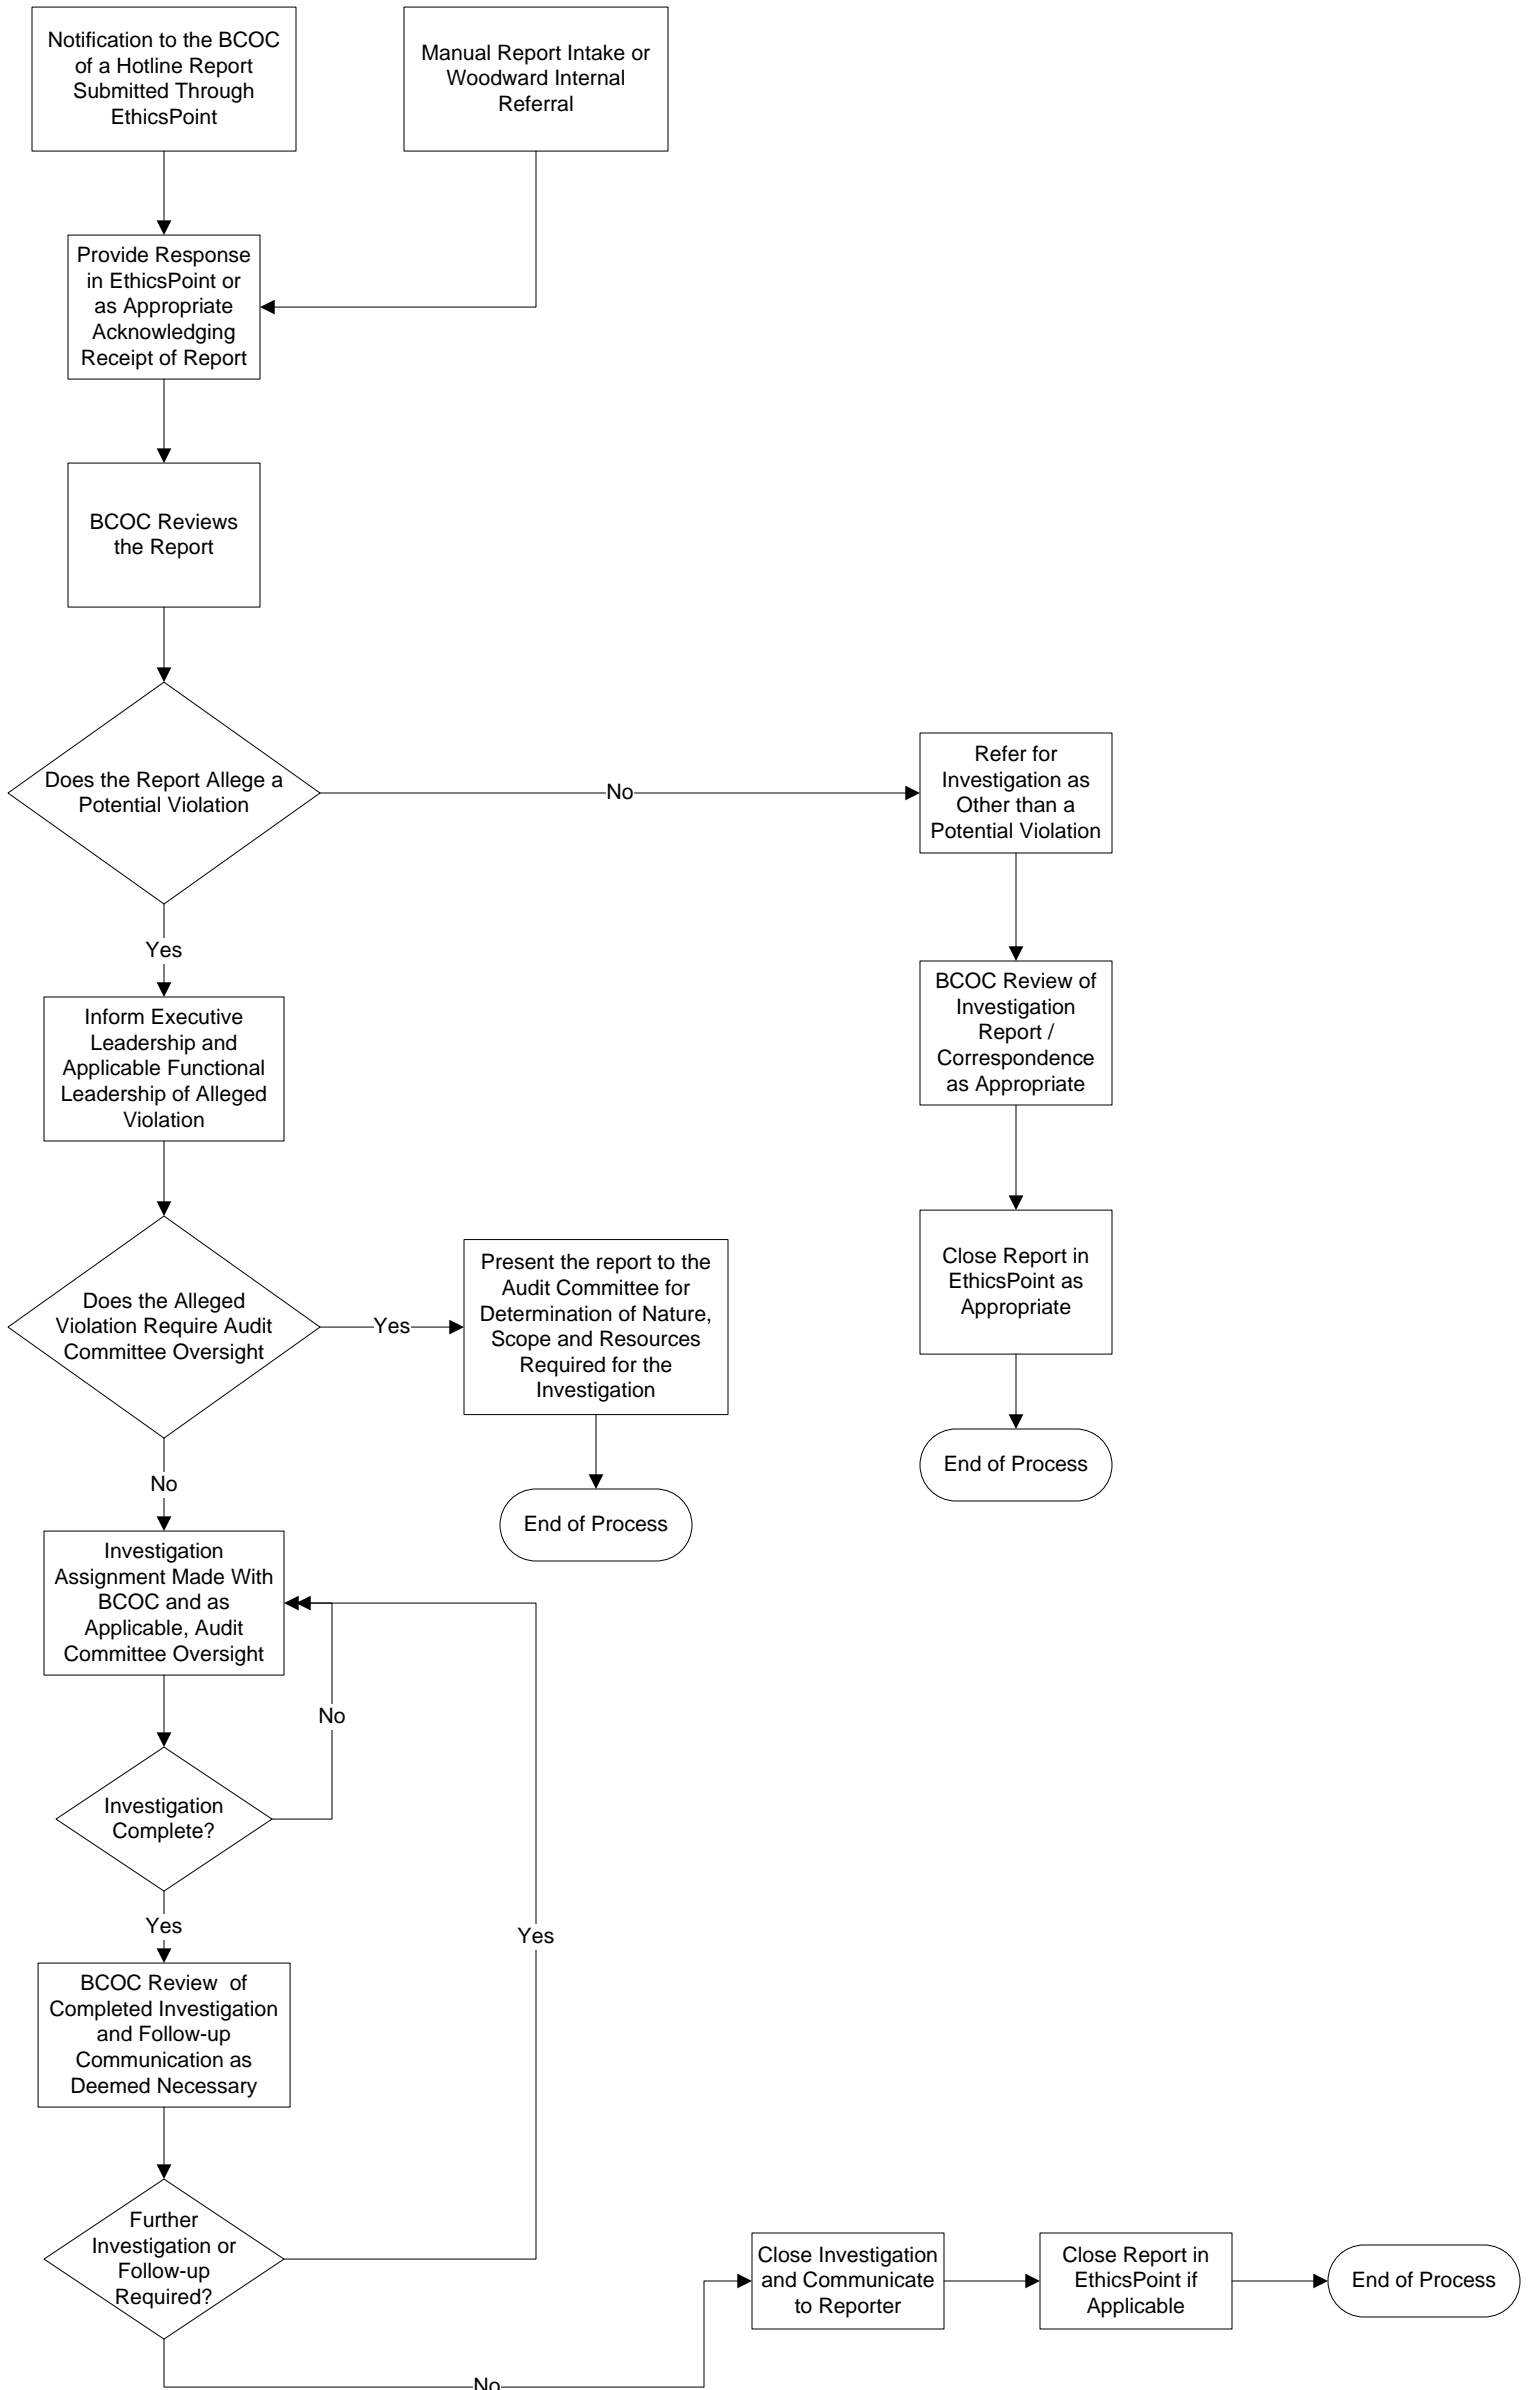 Notification to the BCOC
of a Hotline Report
Submitted Through
EthicsPoint
Manual Report Intake or
Woodward Internal
Referral
Provide Response
in EthicsPoint or
as Appropriate
Acknowledging
Receipt of Report
BCOC Reviews
the Report
Does the Report Allege a
Potential Violation
No
Refer for
Investigation as
Other than a
Potential Violation
Yes
BCOC Review of
Investigation
Report /
Correspondence
as Appropriate
Inform Executive
Leadership and
Applicable Functional
Leadership of Alleged
Violation
Close Report in
EthicsPoint as
Appropriate
Does the Alleged
Violation Require Audit
Committee Oversight
Yes
Present the report to the
Audit Committee for
Determination of Nature,
Scope and Resources
Required for the
Investigation
End of Process
No
End of Process
Investigation
Assignment Made With
BCOC and as
Applicable, Audit
Committee Oversight
No
Investigation
Complete?
Yes
Yes
BCOC Review  of
Completed Investigation
and Follow-up
Communication as
Deemed Necessary
Further
Investigation or
Follow-up
Required?
Close Investigation
and Communicate
to Reporter
Close Report in
EthicsPoint if
Applicable
End of Process
No